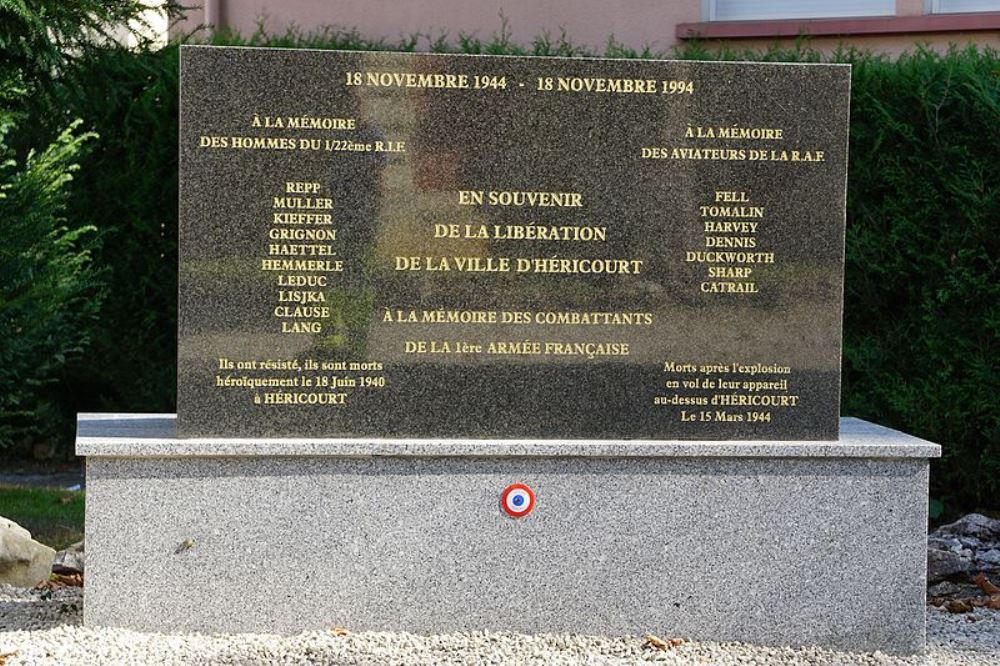 18 NOVEMBRE 1944 - 18 NOVEMBRE 1994
À LA MÉMOIRE
DES HOMMES DU 1/22ème R.I.F.
REPP
MULLER
KIEFFER
GRIGNON
HAETTEL
HEMMERLE
LEDUC
LISJKA
CLAUSE
LANG
Ils ont résisté, ils sont morts
héroïquement le 18 Juin 1940
à HÉRICOURT
EN SOUVENIR
DE LA LIBÉRATION
DE LA VILLE D'HÉRICOURT
À LA MÉMOIRE DES COMBATTANTS
DE LA 1ère ARMÉE FRANÇAISE
À LA MÉMOIRE
DES AVIATEURS DE LA R.A.F.
FELL
TOMALIN
HARVEY
DENNIS
DUCKWORTH
SHARP
CATRAIL
Morts après l'explosion
en vol de leur appareil
au-dessus d'HÉRICOURT
Le 15 Mars 1944